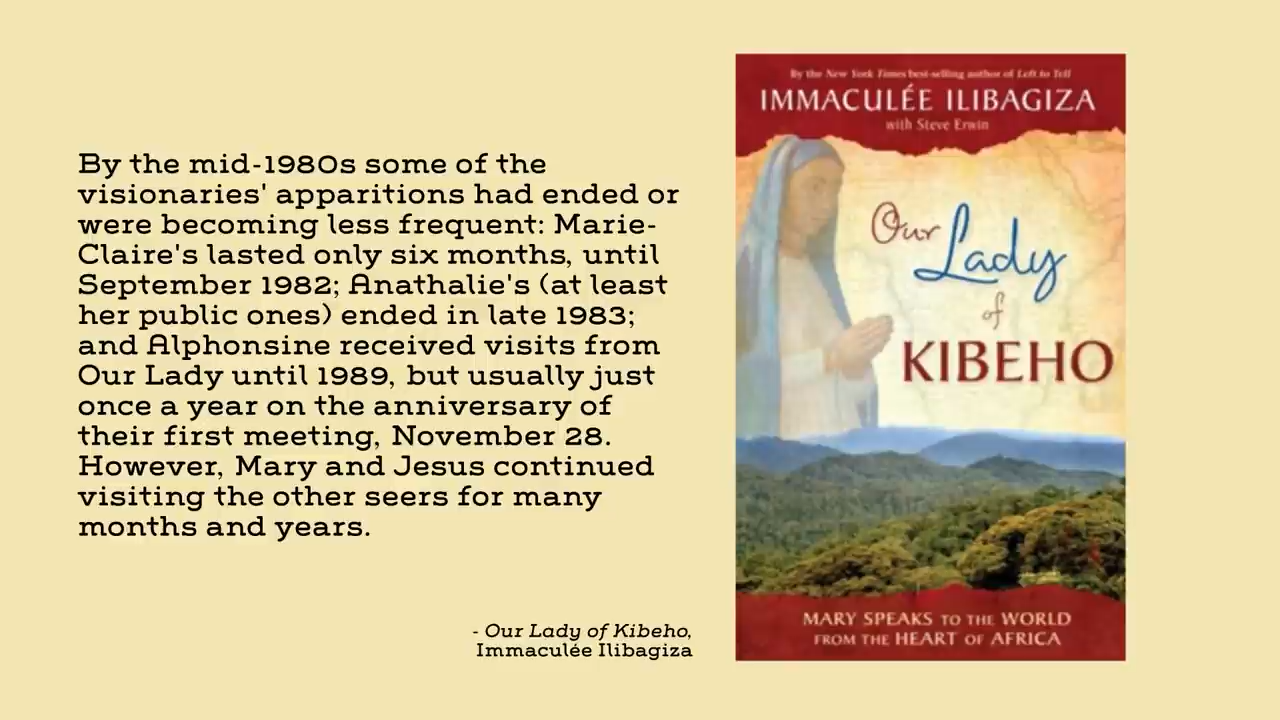 By the mid-1980s some of the
visionaries' apparitions had ended or
were becoming less frequent: Marie-
Claire's lasted only six months, until
September 1982; Anathalie's (at least
her public ones) ended in late 1983;
and Alphonsine received visits from
Our Lady until 1989, but usually just
once a year on the anniversary of
their first meeting, November 28.
However, Mary and Jesus continued
visiting the other seers for many
months and years.
- Our Lady of Kibeho,
Immaculée Ilibagiza
By the New York Times best-selling author of Left to Tell
IMMACULÉE ILIBAGIZA
with Steve Erwin
Our
Lady
of
KIBEHO
MARY SPEAKS TO THE WORLD
FROM THE HEART OF AFRICA